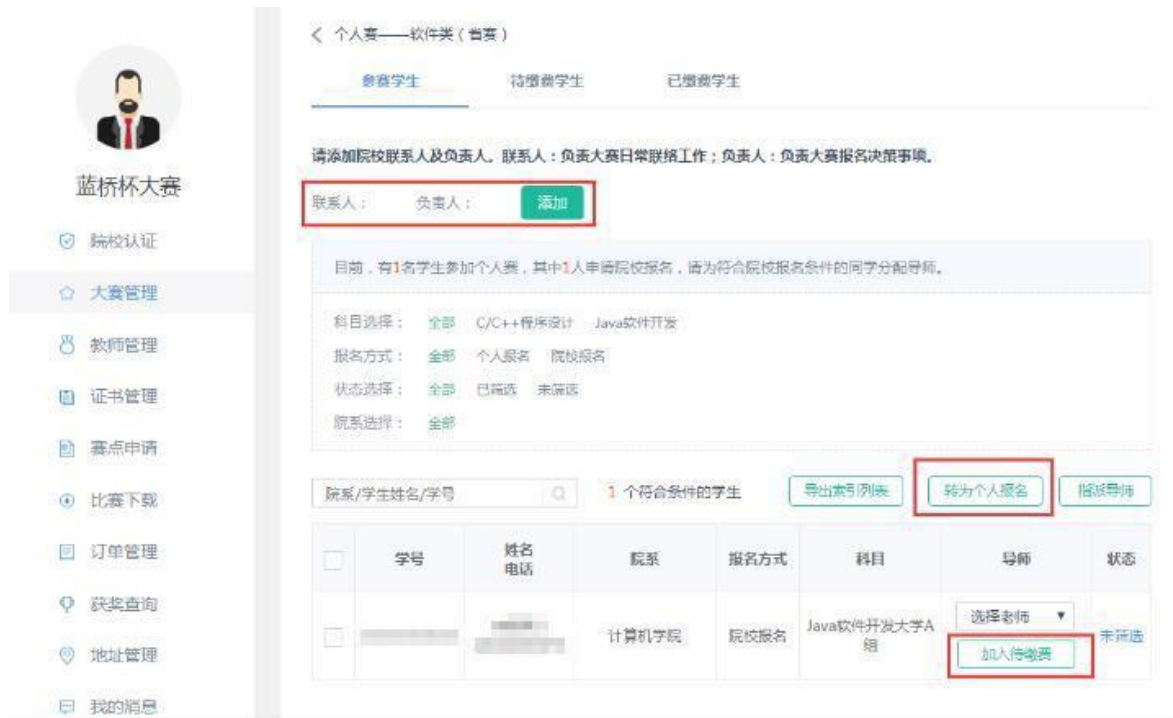 < 个人赛——软件类（省赛）
参赛学生 待缴费学生 已缴费学生
请添加院校联系人及负责人。联系人：负责大赛日常联络工作；负责人：负责大赛报名决策事项。
联系人： 负责人： 添加
目前，有1名学生参加个人赛，其中1人申请院校报名，请为符合院校报名条件的同学分配导师。
科目选择： 全部 C/C++程序设计 Java软件开发
报名方式： 全部 个人报名 院校报名
状态选择： 全部 已筛选 未筛选
院系选择： 全部
院系/学生姓名/学号 1 个符合条件的学生 导出索引列表 转为个人报名 指派导师
学号 姓名 电话 院系 报名方式 科目 导师 状态
计算机学院 院校报名 Java软件开发大学A组 选择老师 加入待缴费 未筛选
蓝桥杯大赛
院校认证
大赛管理
教师管理
证书管理
赛点申请
比赛下载
订单管理
获奖查询
地址管理
我的消息